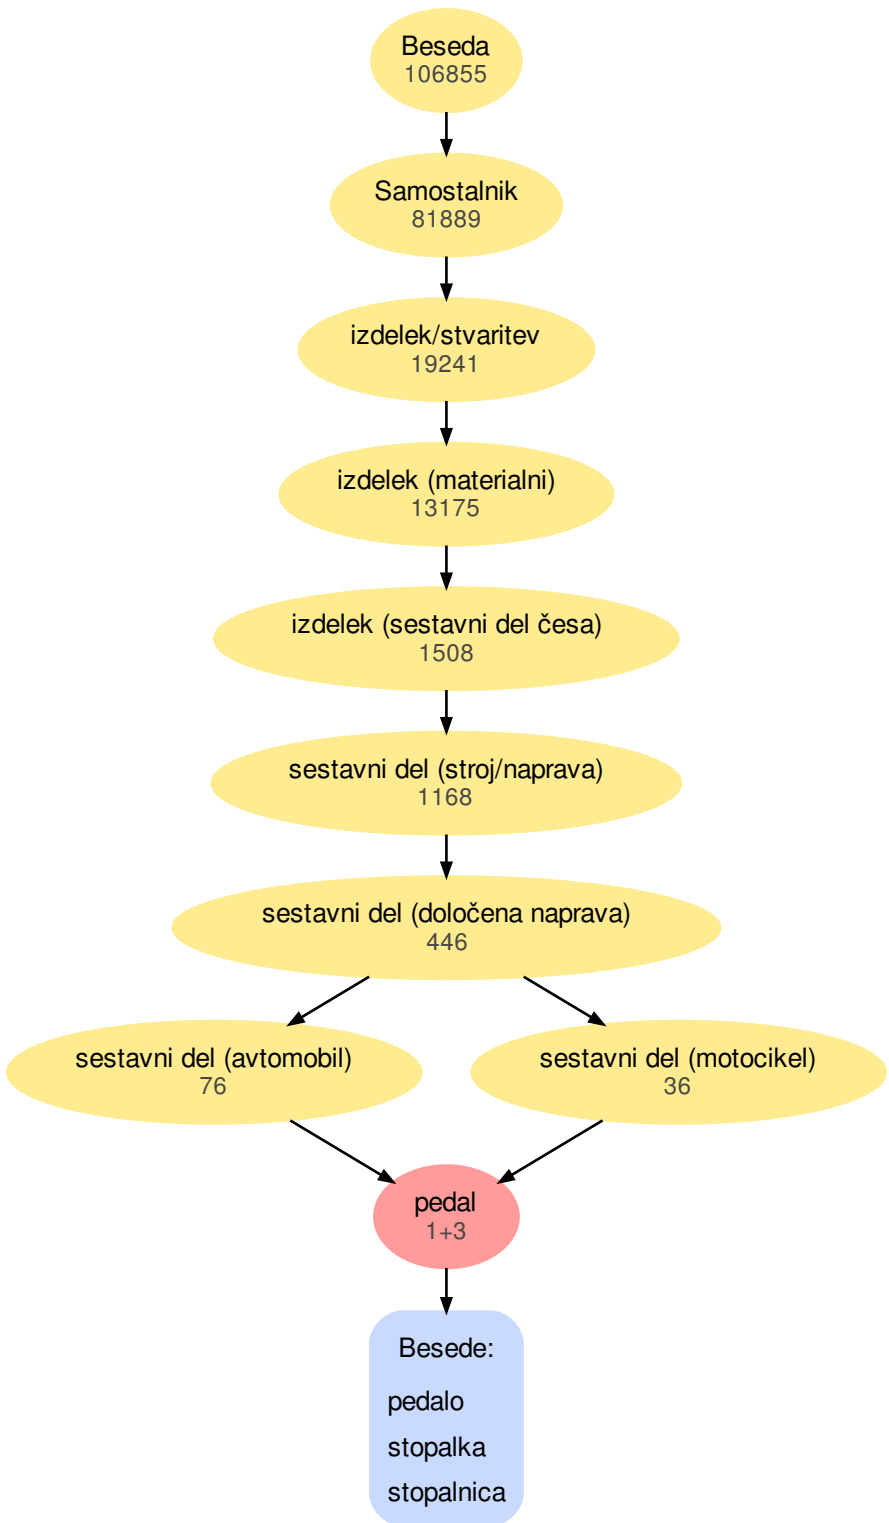 Beseda
106855
Samostalnik
81889
izdelek/stvaritev
19241
izdelek (materialni)
13175
izdelek (sestavni del česa)
1508
sestavni del (stroj/naprava)
1168
sestavni del (določena naprava)
446
sestavni del (avtomobil)
76
sestavni del (motocikel)
36
pedal
1+3
Besede:
pedalo
stopalka
stopalnica